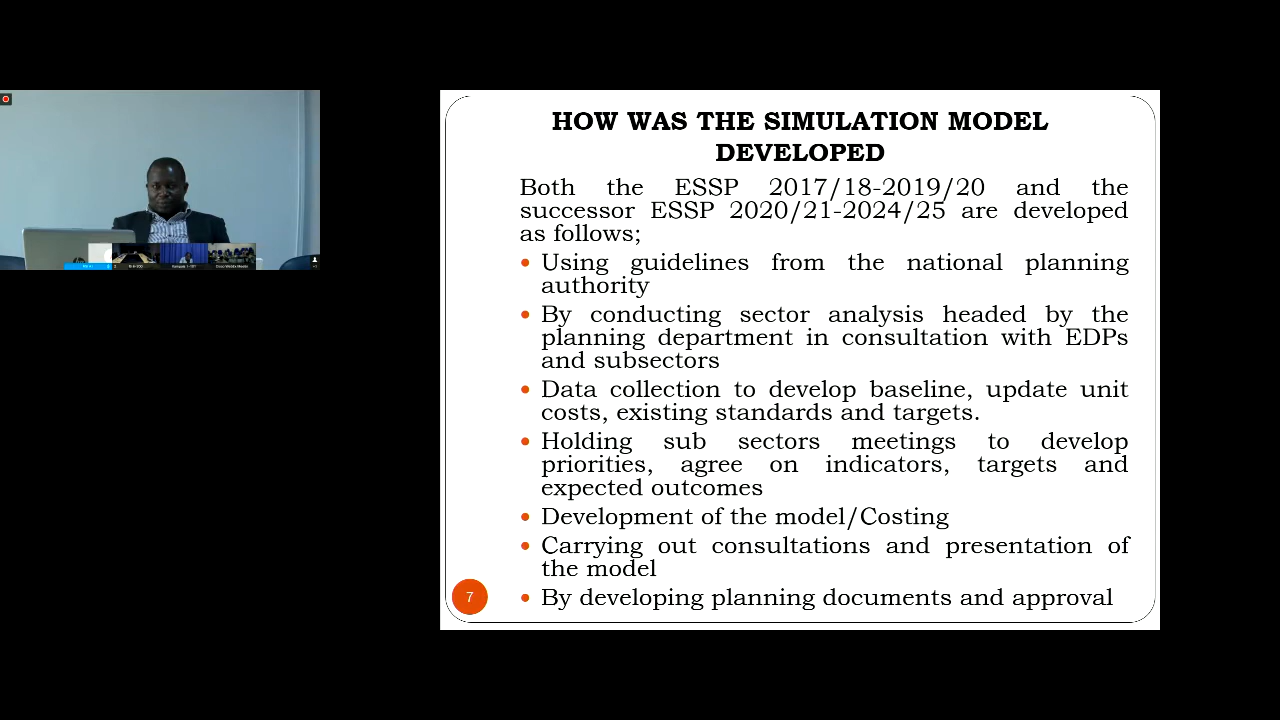 HOW WAS THE SIMULATION MODEL
DEVELOPED
Both the ESSP 2017/18-2019/20 and the
successor ESSP 2020/21-2024/25 are developed
as follows;
• Using guidelines from the national planning
authority
• By conducting sector analysis headed by the
planning department in consultation with EDPs
and subsectors
• Data collection to develop baseline, update unit
costs, existing standards and targets.
• Holding sub sectors meetings to develop
priorities, agree on indicators, targets and
expected outcomes
• Development of the model/Costing
• Carrying out consultations and presentation of
the model
• By developing planning documents and approval
7